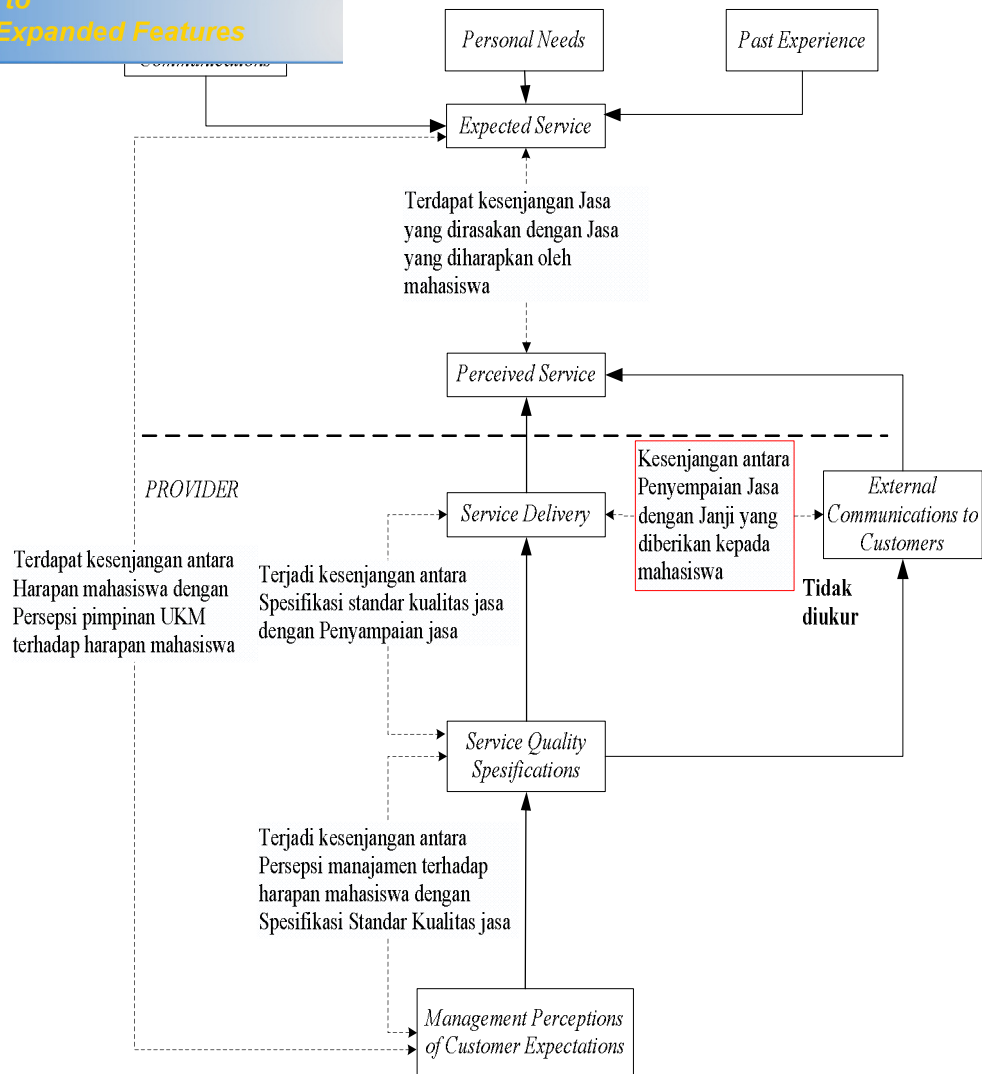 to
Expanded Features
Communications
Personal Needs
Past Experience
Expected Service
Terdapat kesenjangan Jasa
yang dirasakan dengan Jasa
yang diharapkan oleh
mahasiswa
Perceived Service
PROVIDER
Service Delivery
Kesenjangan antara
Penyempaian Jasa
dengan Janji yang
diberikan kepada
mahasiswa
External
Communications to
Customers
Tidak
diukur
Terdapat kesenjangan antara
Harapan mahasiswa dengan
Persepsi pimpinan UKM
terhadap harapan mahasiswa
Terjadi kesenjangan antara
Spesifikasi standar kualitas jasa
dengan Penyampaian jasa
Service Quality
Spesifications
Terjadi kesenjangan antara
Persepsi manajamen terhadap
harapan mahasiswa dengan
Spesifikasi Standar Kualitas jasa
Management Perceptions
of Customer Expectations